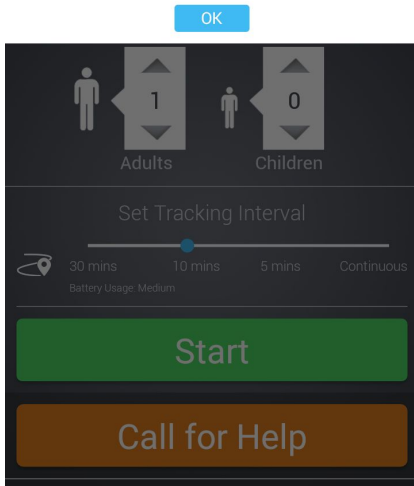 OK
1 0
Adults Children
Set Tracking Interval
30 mins 10 mins 5 mins Continuous
Battery Usage: Medium
Start
Call for Help